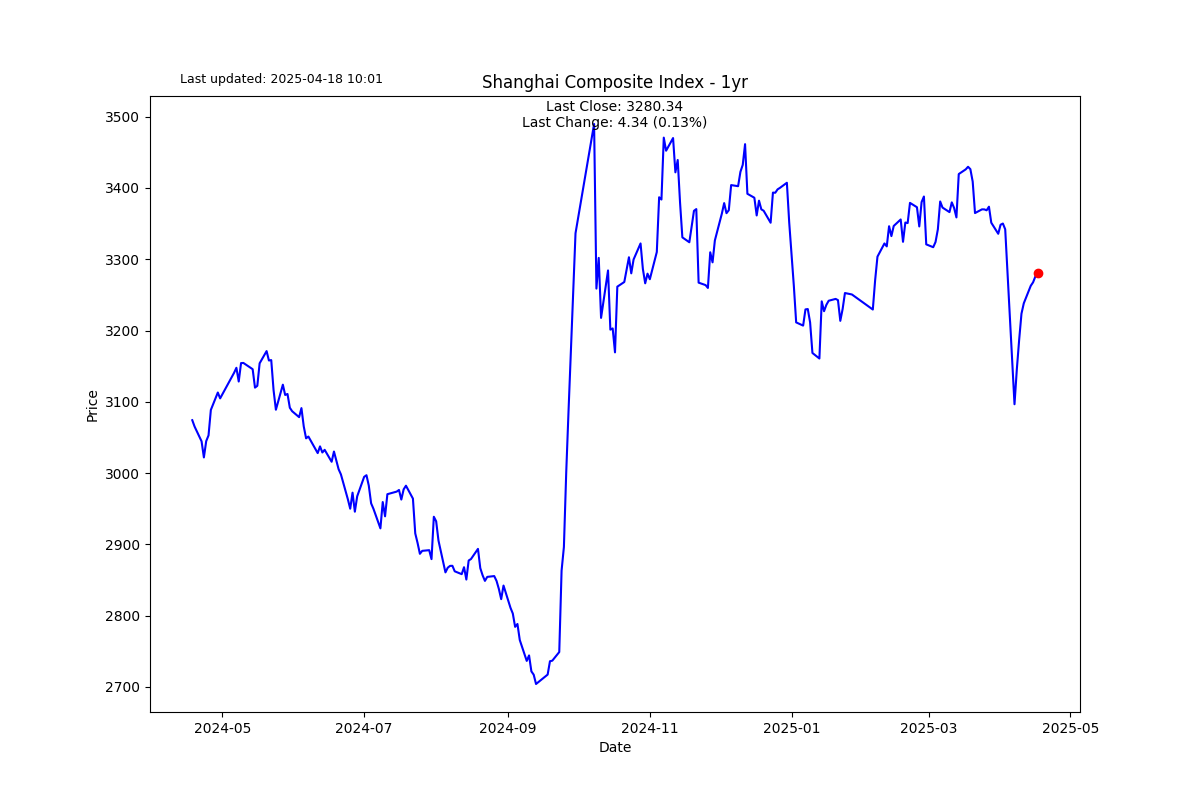 Last updated: 2025-04-18 10:01
Shanghai Composite Index - 1yr
Last Close: 3280.34
Last Change: 4.34 (0.13%)
3500
3400
3300
3200
3100
3000
2900
2800
2700
Price
2024-05
2024-07
2024-09
2024-11
2025-01
2025-03
2025-05
Date